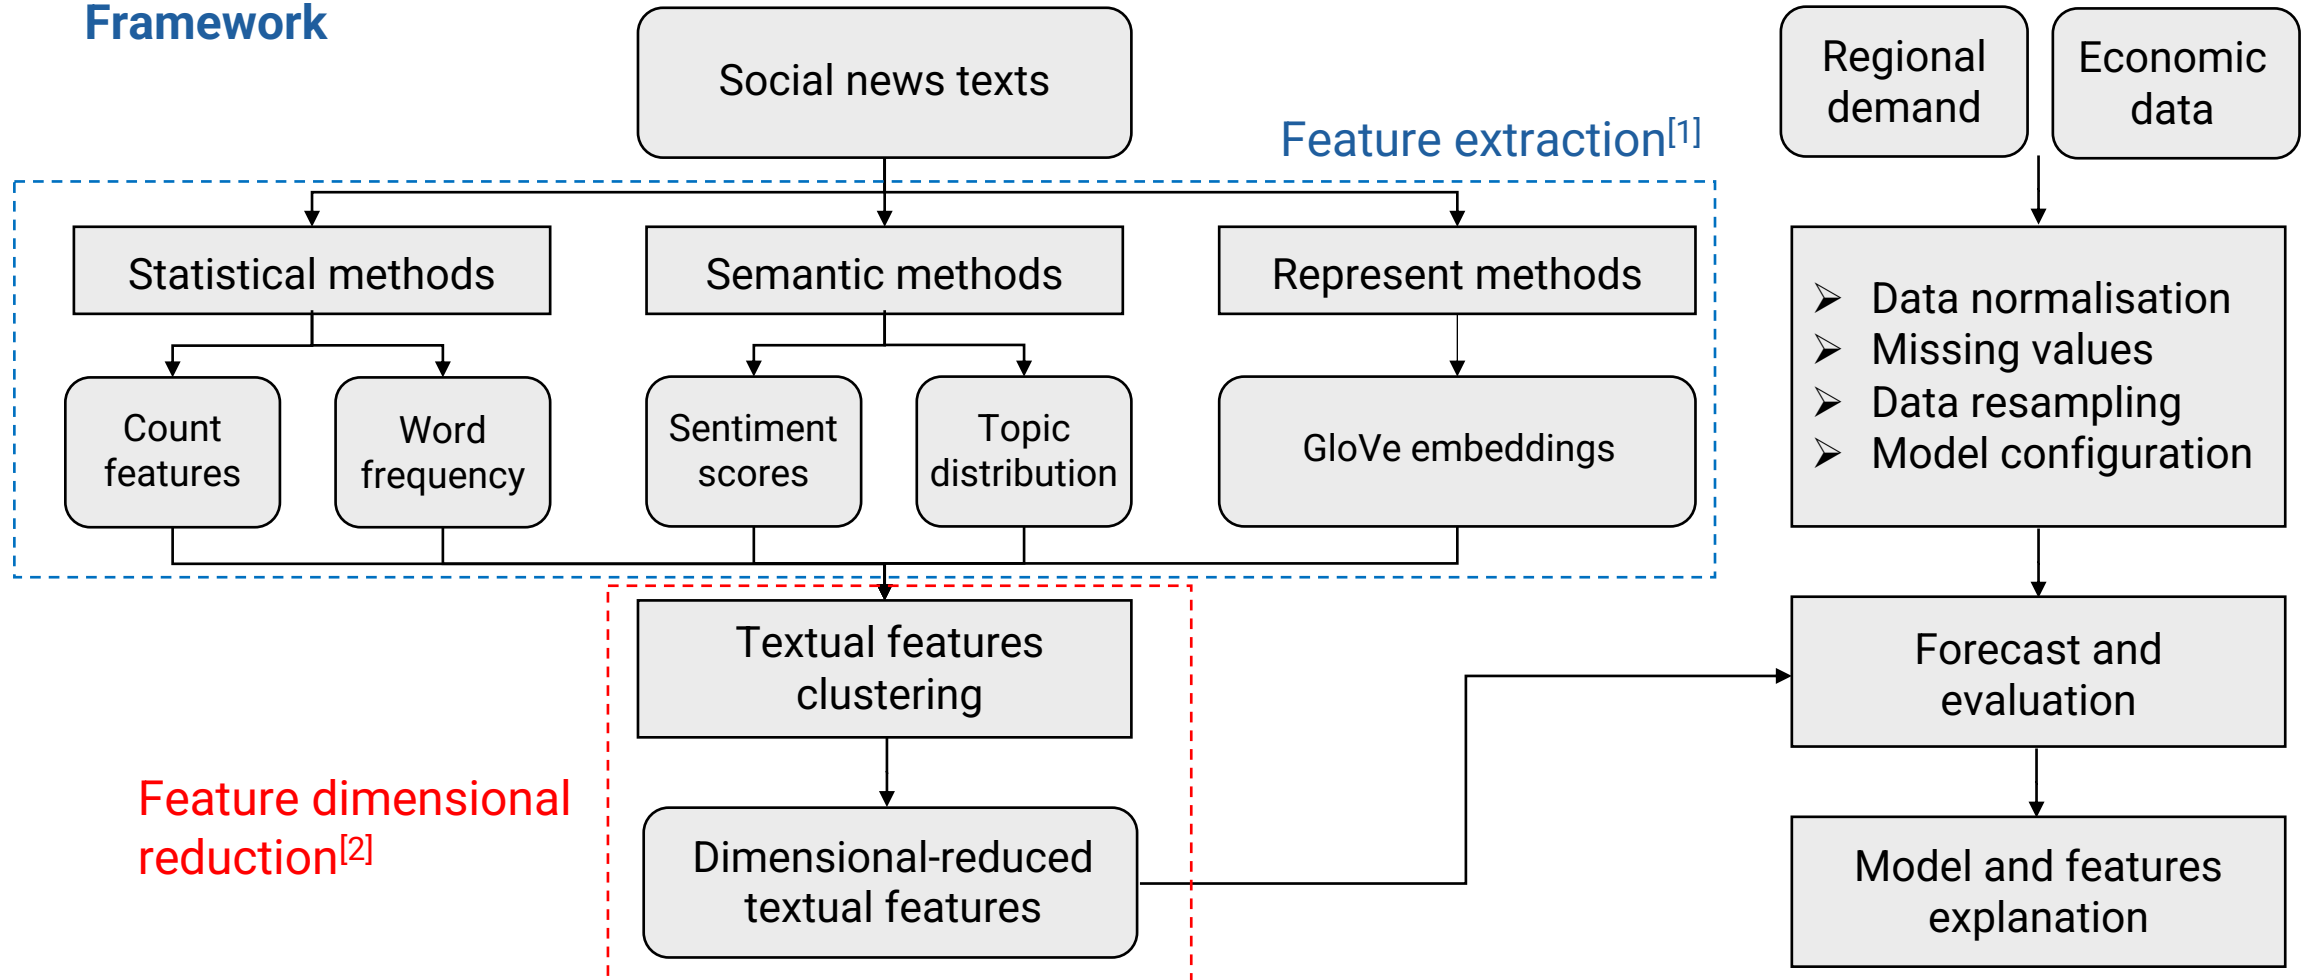 Framework
Social news texts
Regional
demand
Economic
data
Feature extraction[1]
Statistical methods
Semantic methods
Represent methods
Count
features
Word
frequency
Sentiment
scores
Topic
distribution
GloVe embeddings
➢ Data normalisation
➢ Missing values
➢ Data resampling
➢ Model configuration
Textual features
clustering
Forecast and
evaluation
Feature dimensional
reduction[2]
Dimensional-reduced
textual features
Model and features
explanation